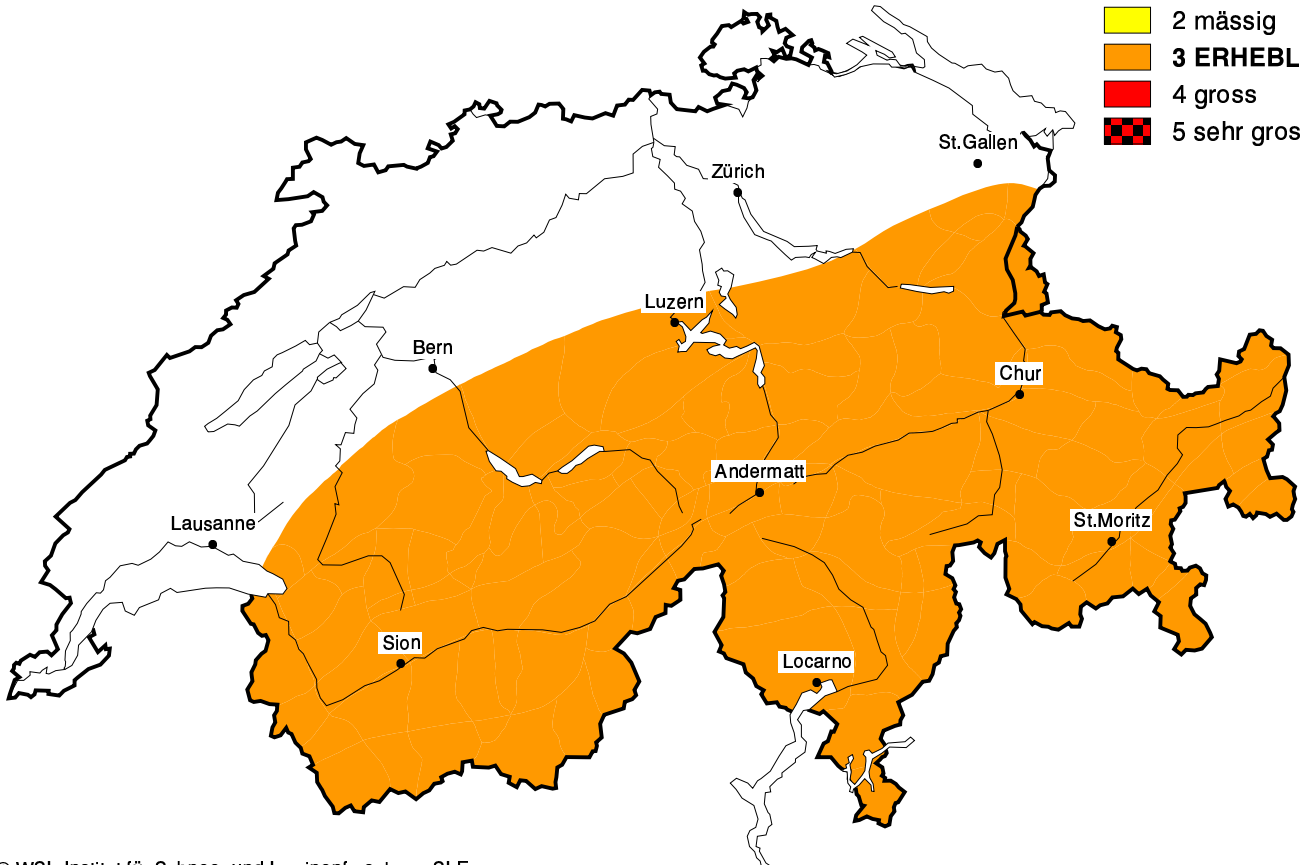 2 mässig
3 ERHEBL
4 gross
5 sehr gros
St.Gallen
Zürich
Luzern
Bern
Chur
Andermatt
Lausanne
St.Moritz
Sion
Locarno